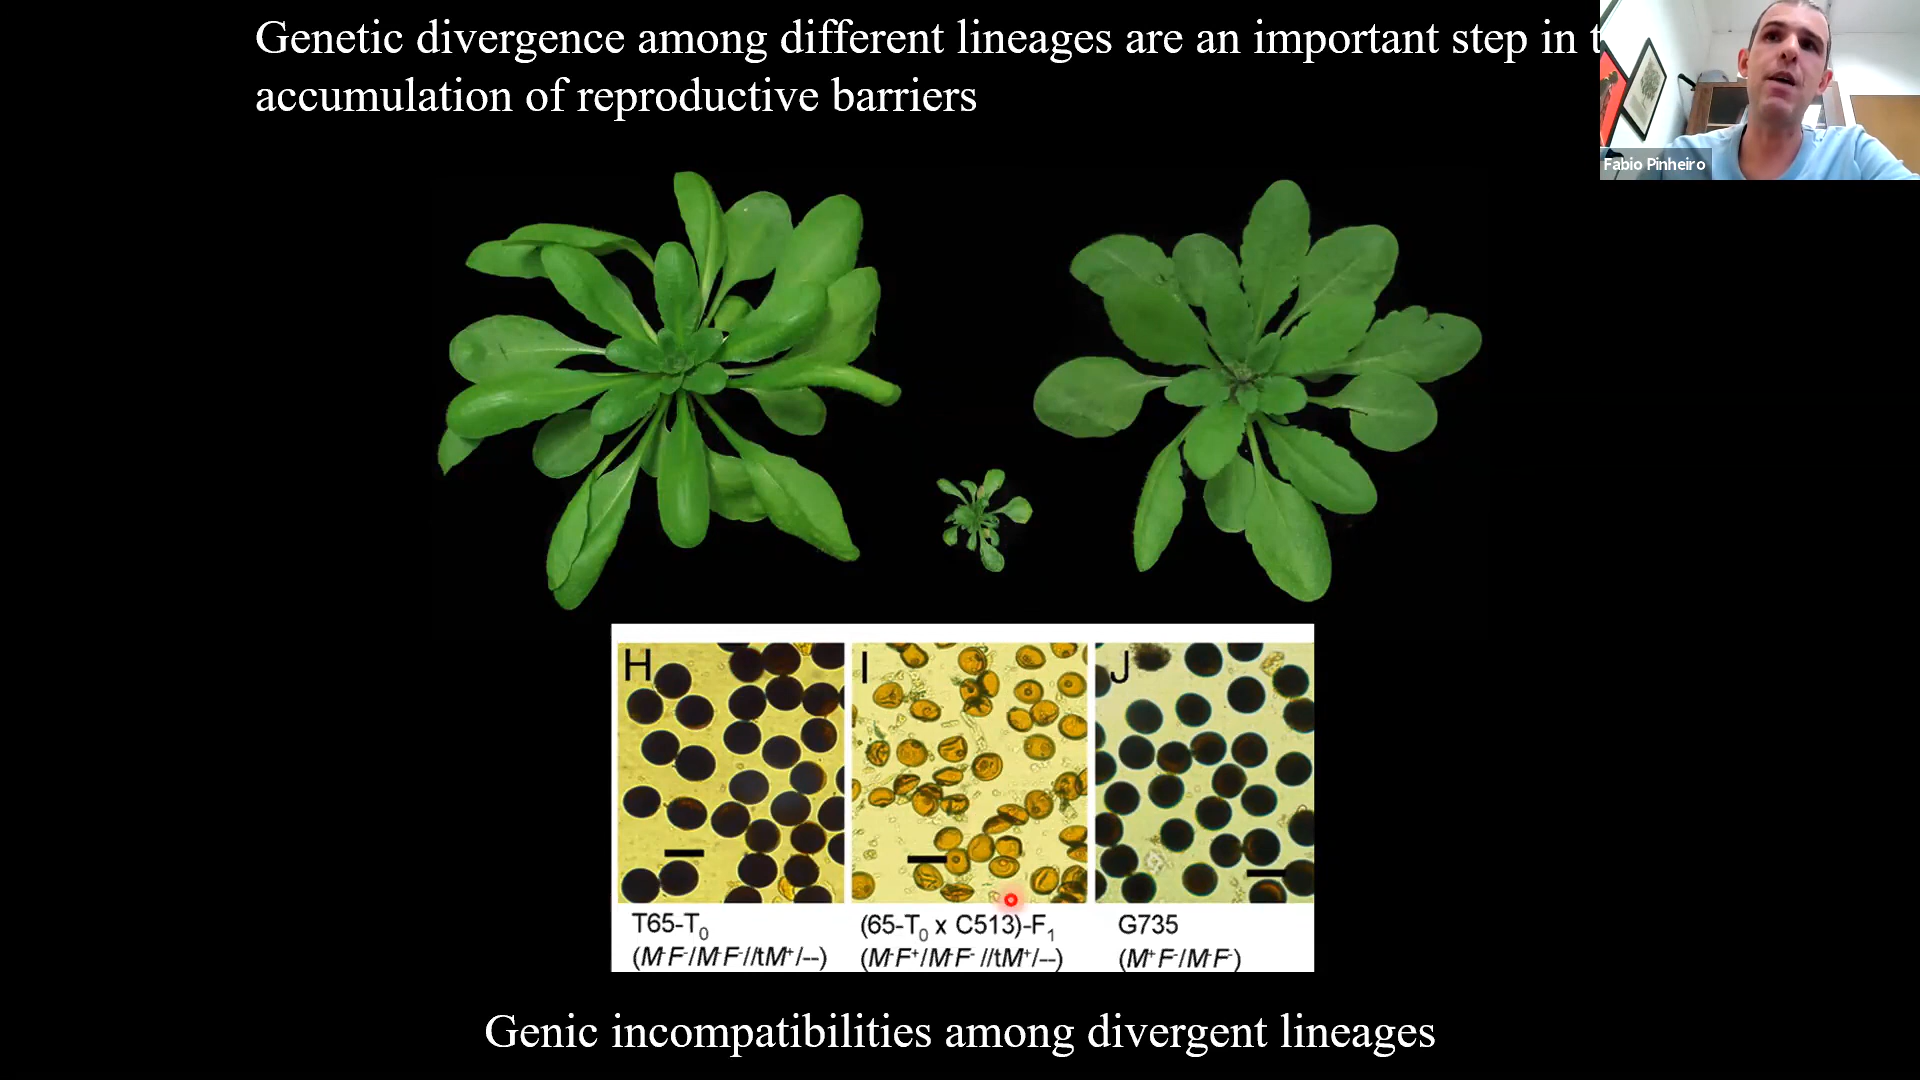 Genetic divergence among different lineages are an important step in t
accumulation of reproductive barriers
Fabio Pinheiro
H
I
J
T65-T0
(65-T0 x C513)-F1
G735
(M-F-/M-F-//tM+/--)
(M-F+/M-F- //tM+/--)
(M+F-/M-F-)
Genic incompatibilities among divergent lineages